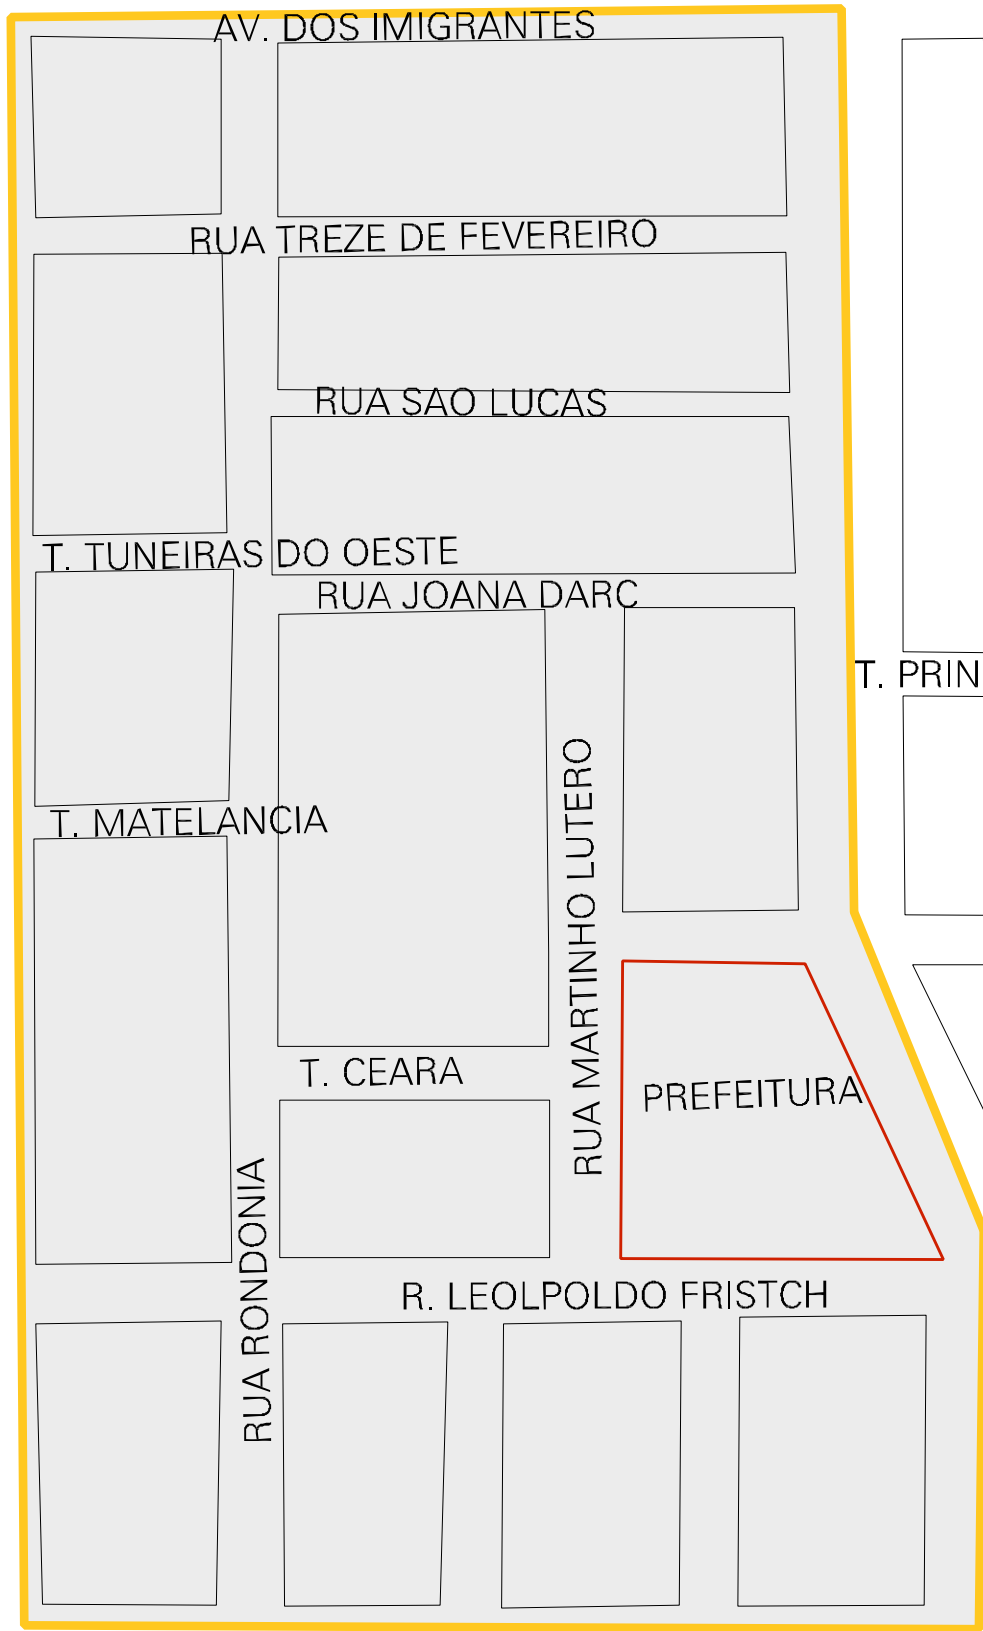 AV. DOS IMIGRANTES
RUA TREZE DE FEVEREIRO
RUA SAO LUCAS
T. TUNEIRAS DO OESTE
RUA JOANA DARC
T. PRIN
RUA MARTINHO LUTERO
T. MATELANCIA
T. CEARA
PREFEITURA
RUA RONDONIA
R. LEOLPOLDO FRISTCH